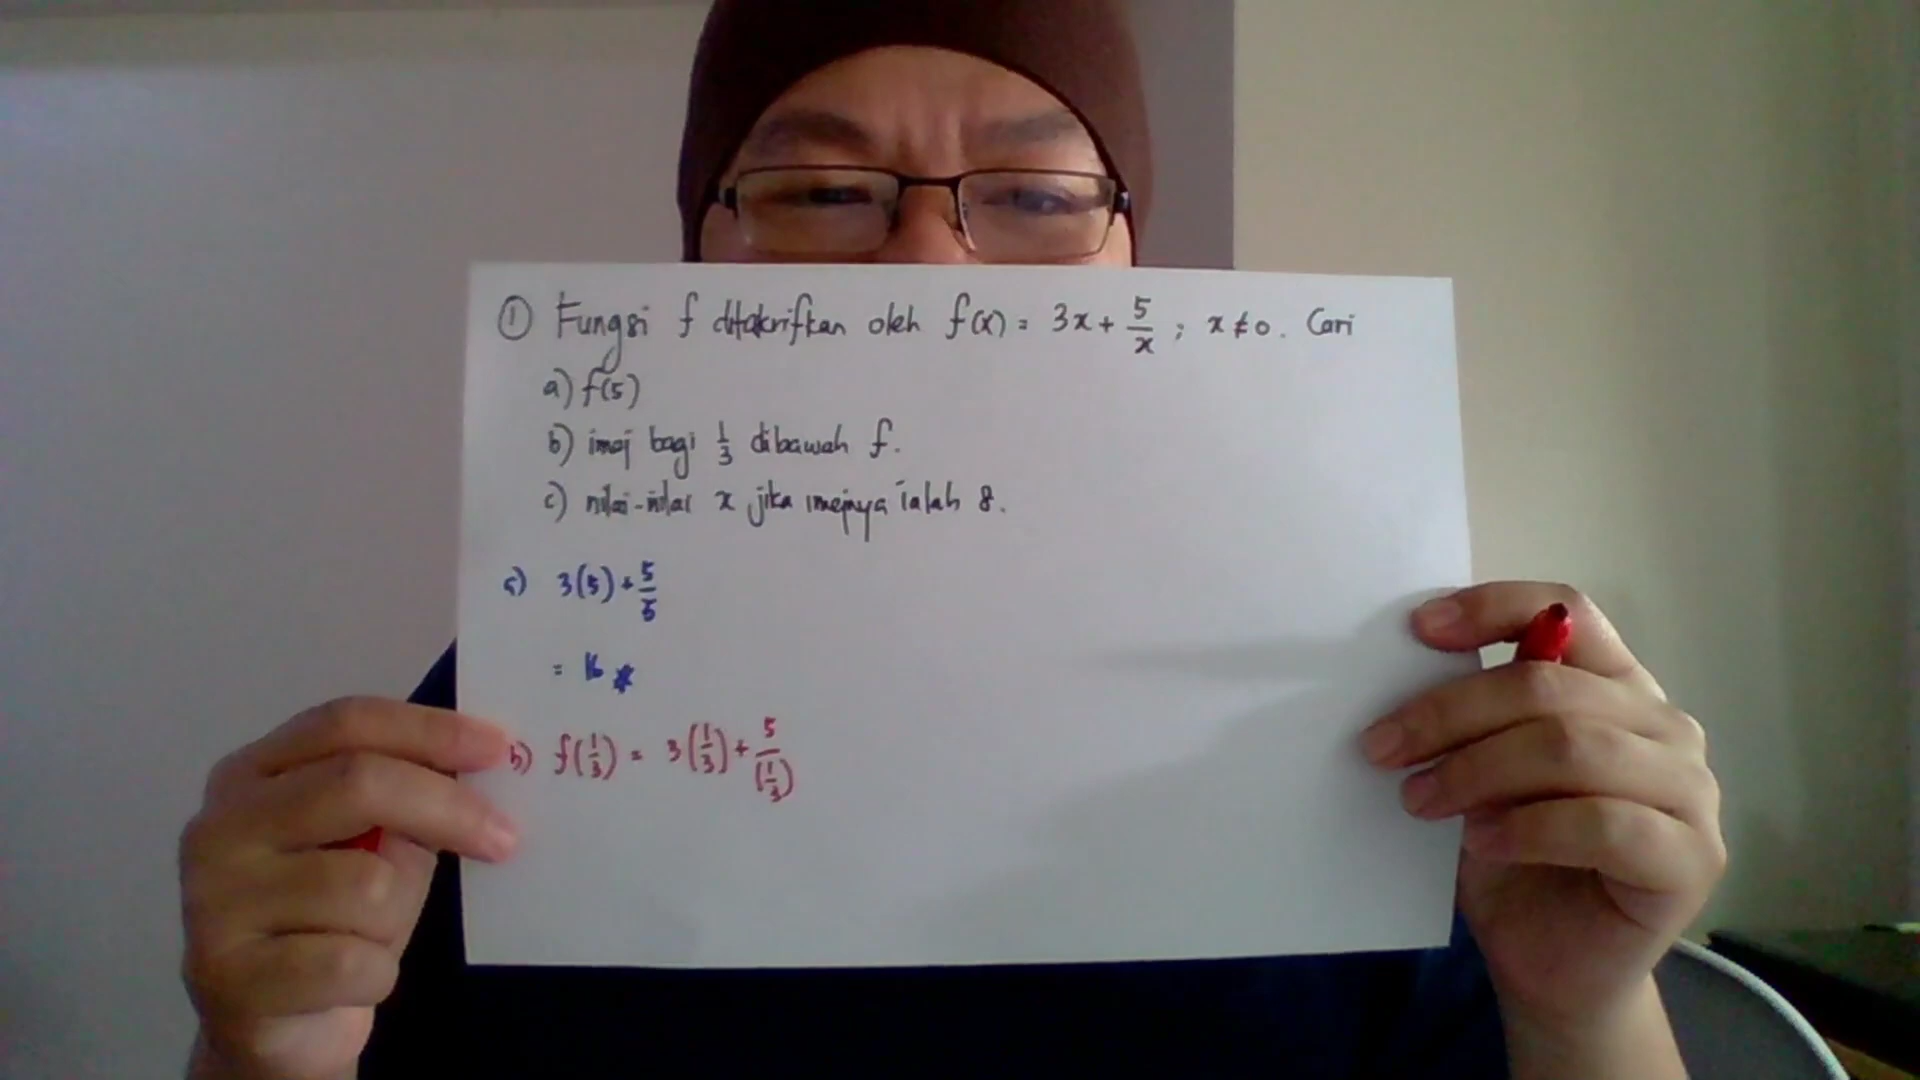 ① Fungsi f ditakrifkan oleh f(x) = 3x + 5/x ; x ≠ 0. Cari
a) f(5)
b) imej bagi 1/3 dibawah f.
c) nilai-nilai x jika imejnya ialah 8.
a) 3(5) + 5/5
= 16 *
b) f(1/3) = 3(1/3) + 5/(1/3)